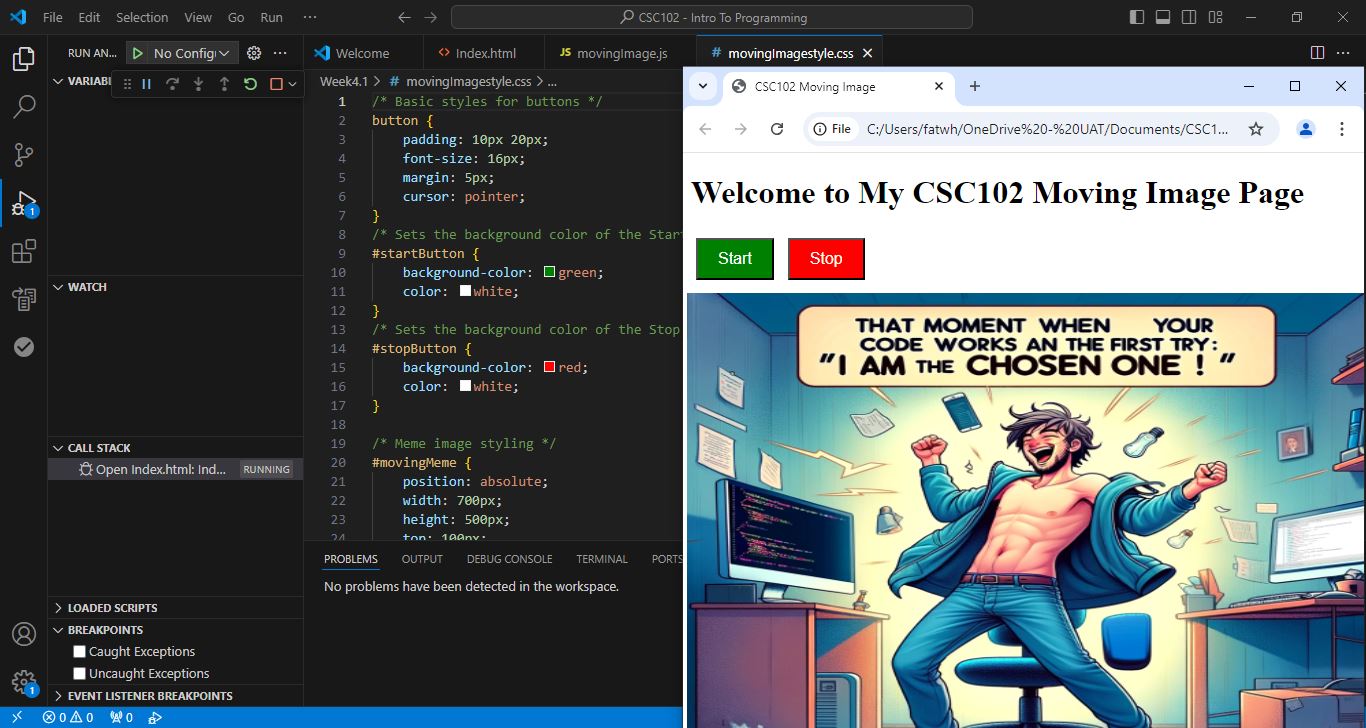 File Edit Selection View Go Run ···
CSC102 - Intro To Programming
RUN AN... No Config
Welcome
Index.html
JS movingImage.js
# movingImagestyle.css
VARIABL
Week4.1 > # movingImagestyle.css > ...
1 /* Basic styles for buttons */
2 button {
3 padding: 10px 20px;
4 font-size: 16px;
5 margin: 5px;
6 cursor: pointer;
7 }
8 /* Sets the background color of the Star
9 #startButton {
10 background-color: green;
11 color: white;
12 }
13 /* Sets the background color of the Stop
14 #stopButton {
15 background-color: red;
16 color: white;
17 }
18
19 /* Meme image styling */
20 #movingMeme {
21 position: absolute;
22 width: 700px;
23 height: 500px;
24 top: 100px;
WATCH
CALL STACK
Open Index.html: Ind... RUNNING
LOADED SCRIPTS
BREAKPOINTS
Caught Exceptions
Uncaught Exceptions
EVENT LISTENER BREAKPOINTS
PROBLEMS OUTPUT DEBUG CONSOLE TERMINAL PORTS
No problems have been detected in the workspace.
1
1
0 0 0
CSC102 Moving Image
File C:/Users/fatwh/OneDrive%20-%20UAT/Documents/CSC1...
Welcome to My CSC102 Moving Image Page
Start Stop
THAT MOMENT WHEN YOUR
CODE WORKS AN THE FIRST TRY:
"I AM THE CHOSEN ONE ! "